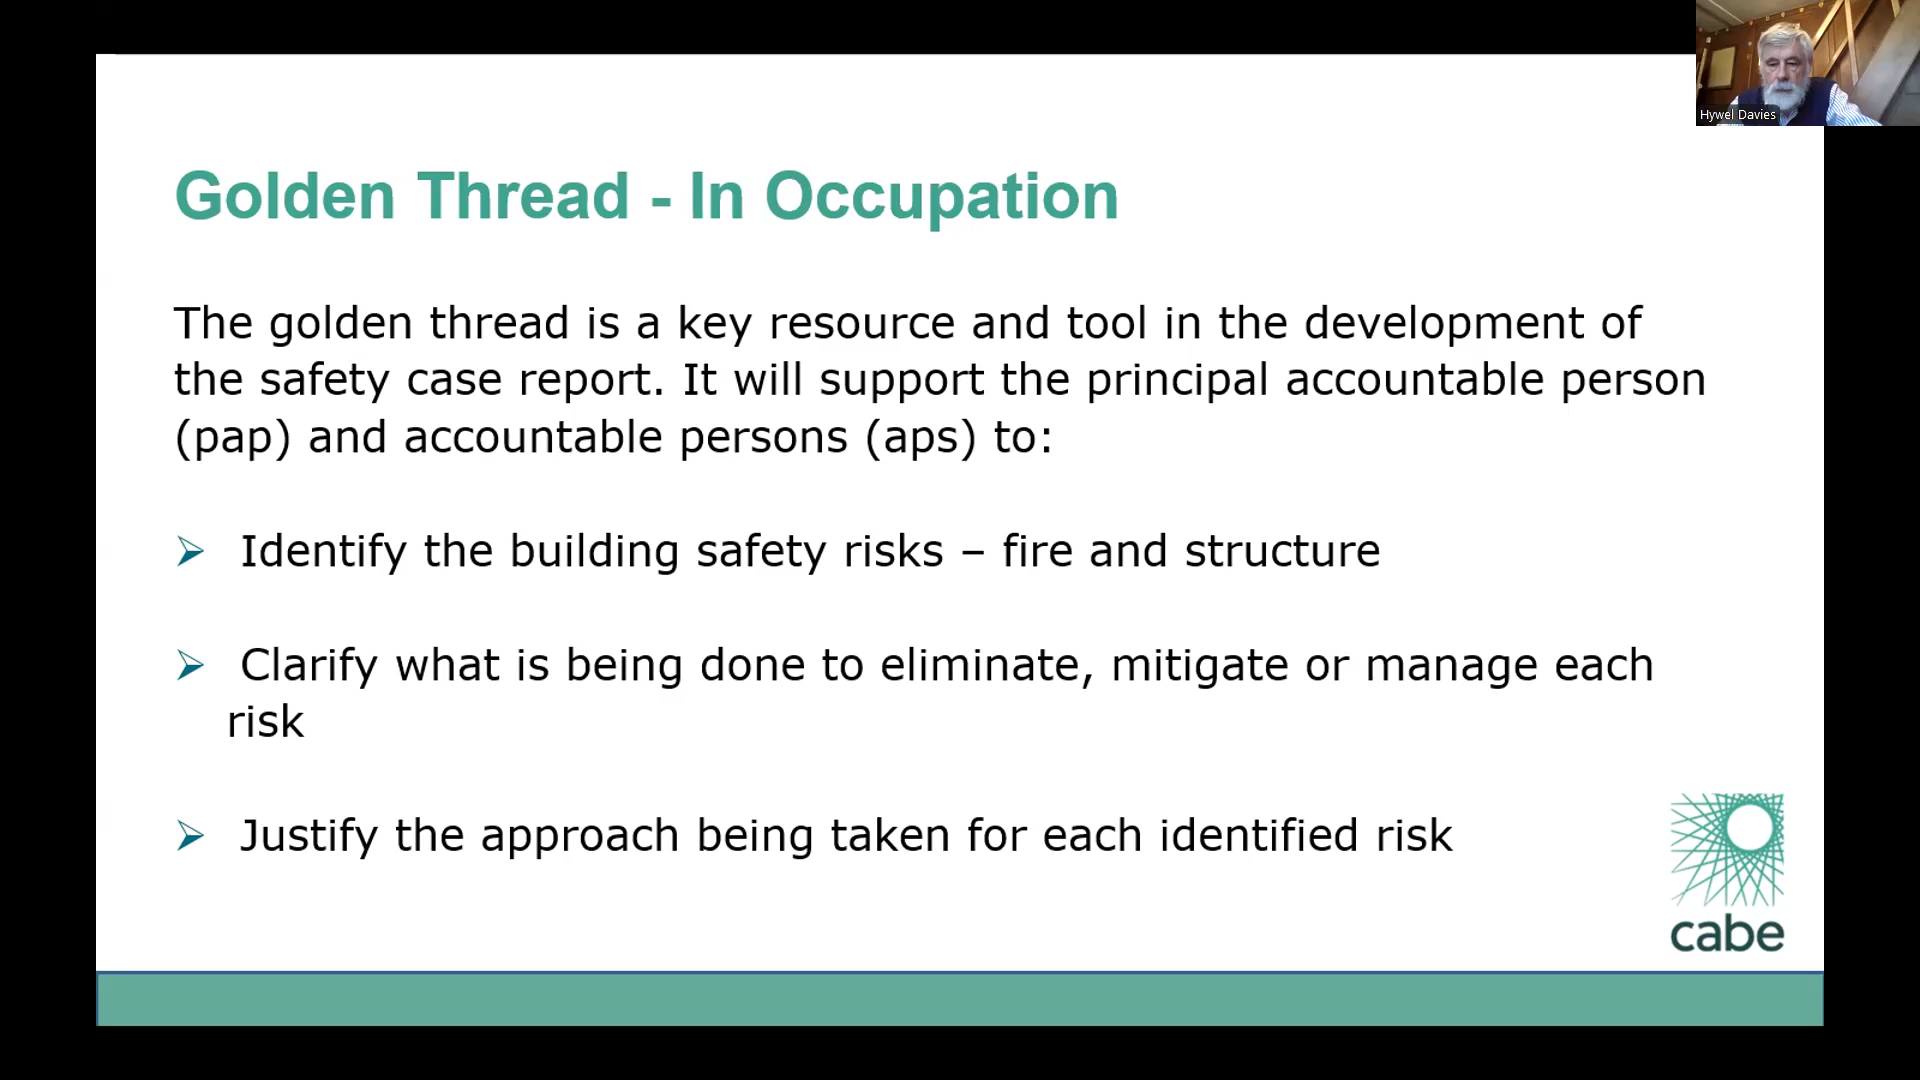 Hywel Davies
Golden Thread - In Occupation
The golden thread is a key resource and tool in the development of
the safety case report. It will support the principal accountable person
(pap) and accountable persons (aps) to:
Identify the building safety risks – fire and structure
Clarify what is being done to eliminate, mitigate or manage each
risk
Justify the approach being taken for each identified risk
cabe